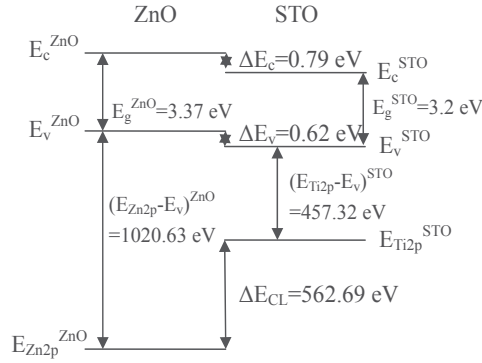 ZnO STO
E_c^ZnO
ΔE_c=0.79 eV
E_c^STO
E_g^ZnO=3.37 eV
E_g^STO=3.2 eV
E_v^ZnO
ΔE_v=0.62 eV
E_v^STO
(E_Zn2p-E_v)^ZnO
=1020.63 eV
(E_Ti2p-E_v)^STO
=457.32 eV
E_Ti2p^STO
ΔE_CL=562.69 eV
E_Zn2p^ZnO